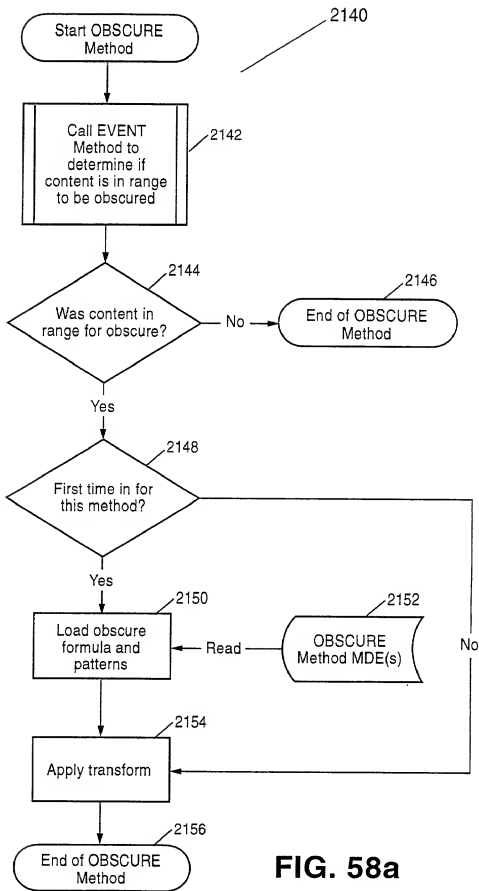 2140
Start OBSCURE
Method
Call EVENT
Method to
determine if
content is in range
to be obscured
2142
2144
Was content in
range for obscure?
No
2146
End of OBSCURE
Method
Yes
2148
First time in for
this method?
No
Yes
2150
Load obscure
formula and
patterns
Read
2152
OBSCURE
Method MDE(s)
2154
Apply transform
2156
End of OBSCURE
Method
FIG. 58a